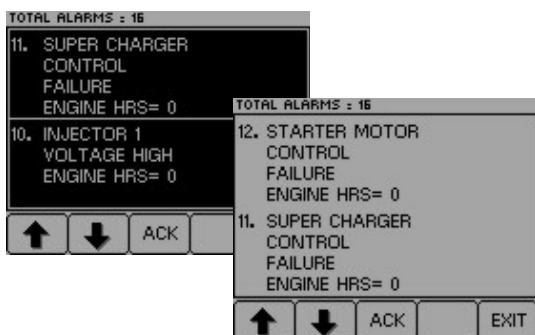 TOTAL ALARMS : 16
11. SUPER CHARGER
CONTROL
FAILURE
ENGINE HRS= 0
10. INJECTOR 1
VOLTAGE HIGH
ENGINE HRS= 0
ACK
TOTAL ALARMS : 16
12. STARTER MOTOR
CONTROL
FAILURE
ENGINE HRS= 0
11. SUPER CHARGER
CONTROL
FAILURE
ENGINE HRS= 0
ACK
EXIT